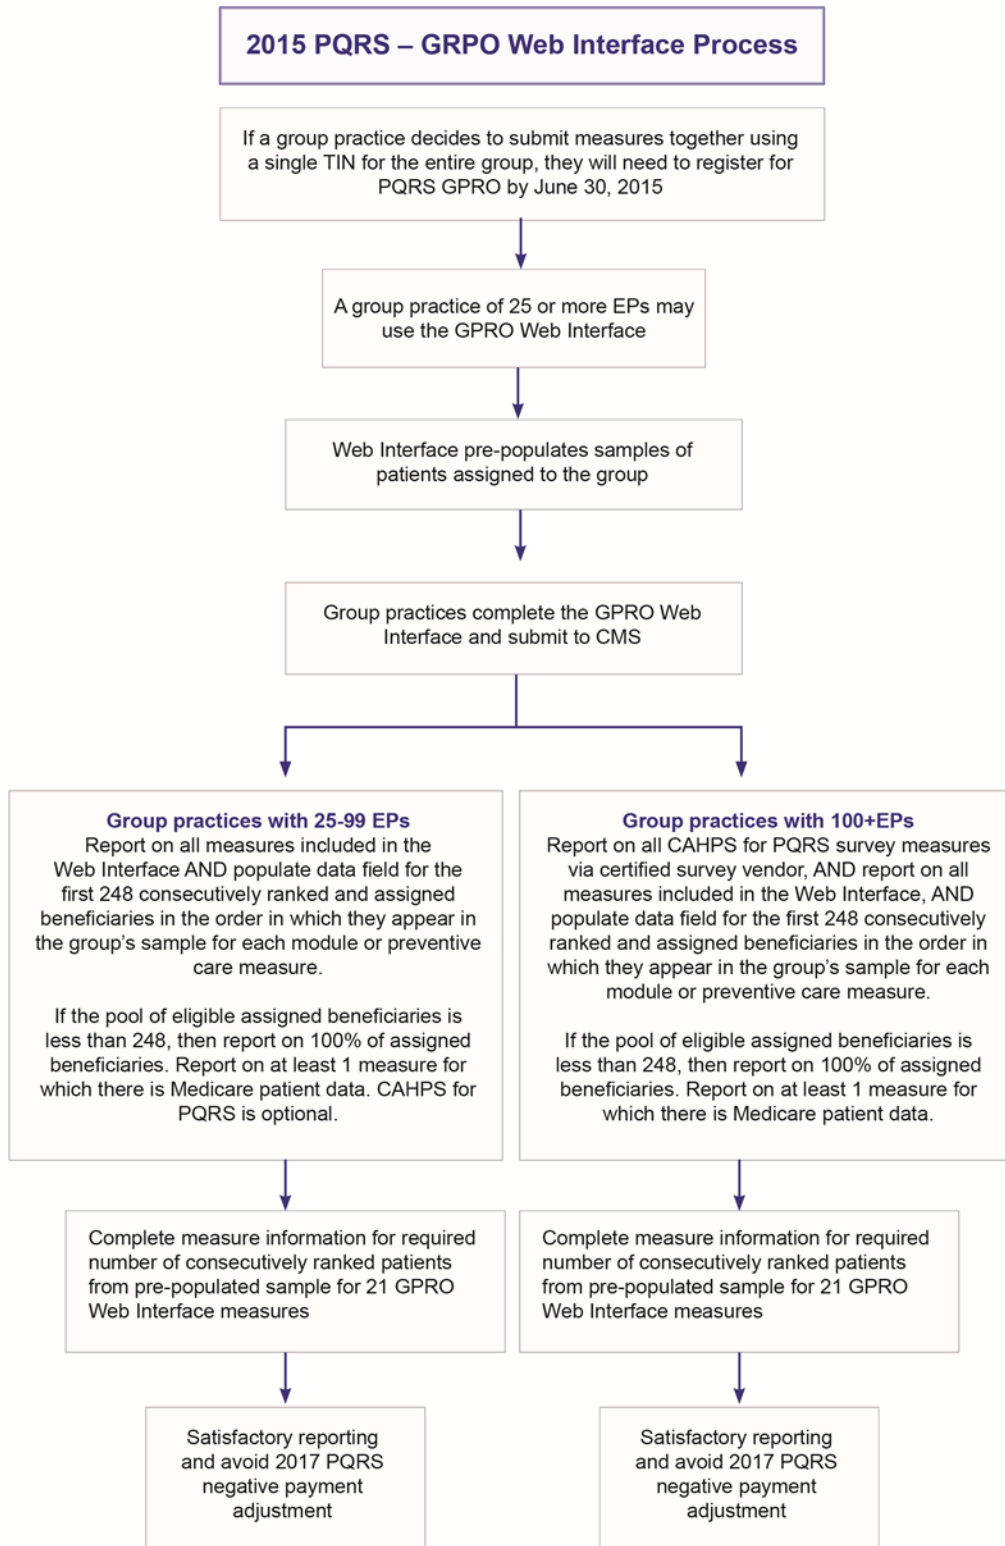 2015 PQRS – GRPO Web Interface Process
If a group practice decides to submit measures together using
a single TIN for the entire group, they will need to register for
PQRS GPRO by June 30, 2015
A group practice of 25 or more EPs may
use the GPRO Web Interface
Web Interface pre-populates samples of
patients assigned to the group
Group practices complete the GPRO Web
Interface and submit to CMS
Group practices with 25-99 EPs
Report on all measures included in the
Web Interface AND populate data field for the
first 248 consecutively ranked and assigned
beneficiaries in the order in which they appear in
the group's sample for each module or preventive
care measure.
If the pool of eligible assigned beneficiaries is
less than 248, then report on 100% of assigned
beneficiaries. Report on at least 1 measure for
which there is Medicare patient data. CAHPS for
PQRS is optional.
Group practices with 100+EPs
Report on all CAHPS for PQRS survey measures
via certified survey vendor, AND report on all
measures included in the Web Interface, AND
populate data field for the first 248 consecutively
ranked and assigned beneficiaries in the order in
which they appear in the group's sample for each
module or preventive care measure.
If the pool of eligible assigned beneficiaries is
less than 248, then report on 100% of assigned
beneficiaries. Report on at least 1 measure for
which there is Medicare patient data.
Complete measure information for required
number of consecutively ranked patients
from pre-populated sample for 21 GPRO
Web Interface measures
Complete measure information for required
number of consecutively ranked patients
from pre-populated sample for 21 GPRO
Web Interface measures
Satisfactory reporting
and avoid 2017 PQRS
negative payment
adjustment
Satisfactory reporting
and avoid 2017 PQRS
negative payment
adjustment